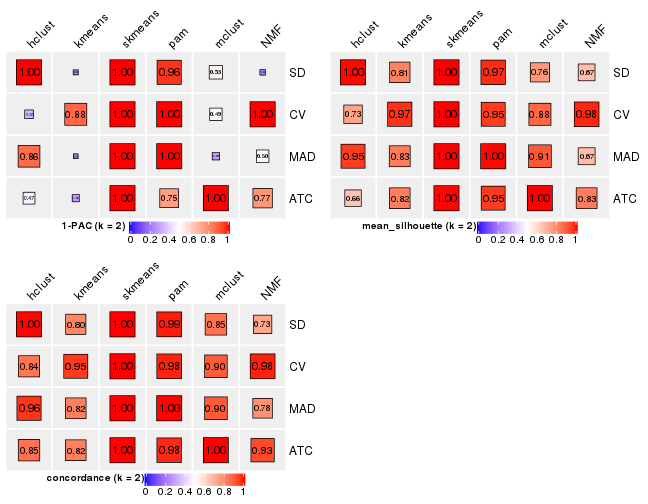 hclust kmeans skmeans pam mclust NMF
1.00 1.00 0.96 0.53 SD
0.88 1.00 1.00 0.49 1.00 CV
0.86 1.00 1.00 0.50 MAD
0.47 1.00 0.75 1.00 0.77 ATC
1-PAC (k = 2)
0 0.2 0.4 0.6 0.8 1
hclust kmeans skmeans pam mclust NMF
1.00 0.81 1.00 0.97 0.76 0.67 SD
0.73 0.97 1.00 0.95 0.88 0.98 CV
0.95 0.83 1.00 1.00 0.91 0.67 MAD
0.66 0.82 1.00 0.95 1.00 0.83 ATC
mean_silhouette (k = 2)
0 0.2 0.4 0.6 0.8 1
hclust kmeans skmeans pam mclust NMF
1.00 0.80 1.00 0.99 0.85 0.73 SD
0.84 0.95 1.00 0.98 0.90 0.98 CV
0.96 0.82 1.00 1.00 0.90 0.78 MAD
0.85 0.82 1.00 0.98 1.00 0.93 ATC
concordance (k = 2)
0 0.2 0.4 0.6 0.8 1